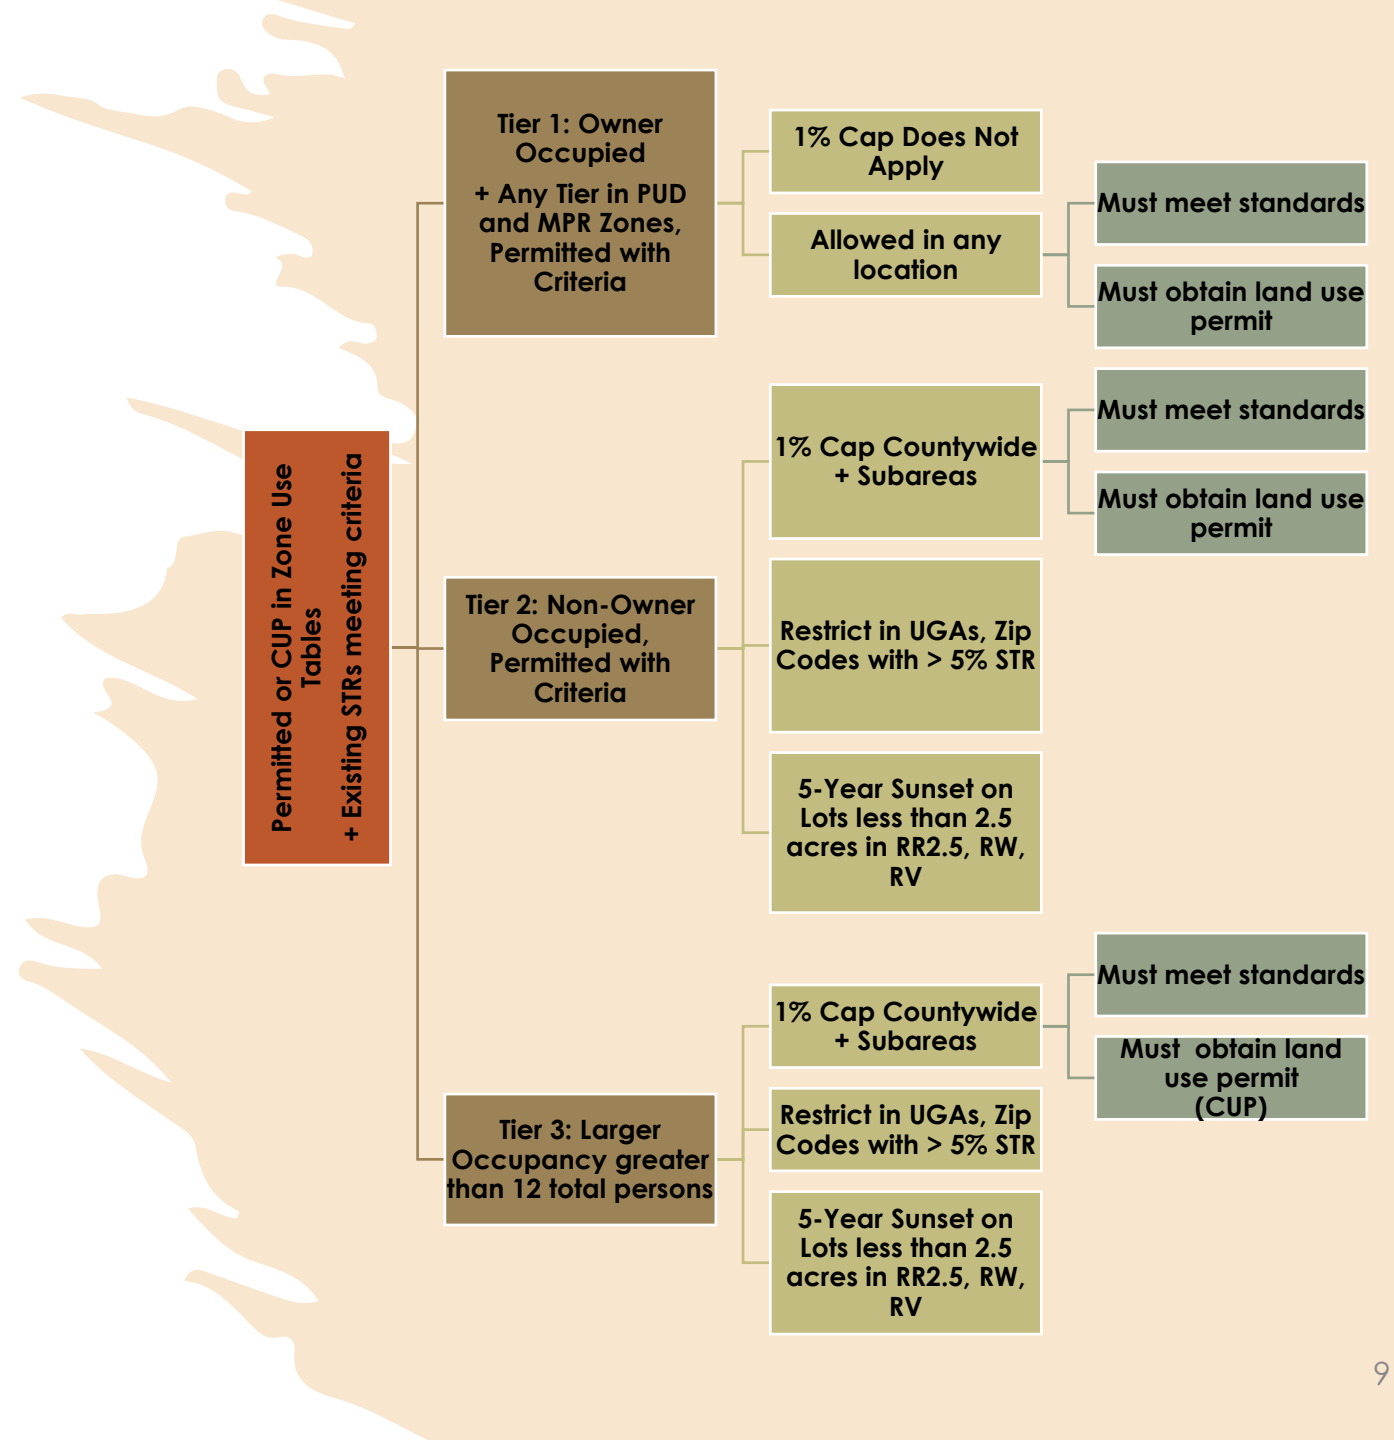 Permitted or CUP in Zone Use
Tables
+ Existing STRs meeting criteria
Tier 1: Owner
Occupied
+ Any Tier in PUD
and MPR Zones,
Permitted with
Criteria
1% Cap Does Not
Apply
Allowed in any
location
Must meet standards
Must obtain land use
permit
Tier 2: Non-Owner
Occupied,
Permitted with
Criteria
1% Cap Countywide
+ Subareas
Must meet standards
Must obtain land use
permit
Restrict in UGAs, Zip
Codes with > 5% STR
5-Year Sunset on
Lots less than 2.5
acres in RR2.5, RW,
RV
Tier 3: Larger
Occupancy greater
than 12 total persons
1% Cap Countywide
+ Subareas
Must meet standards
Must obtain land
use permit
(CUP)
Restrict in UGAs, Zip
Codes with > 5% STR
5-Year Sunset on
Lots less than 2.5
acres in RR2.5, RW,
RV
9